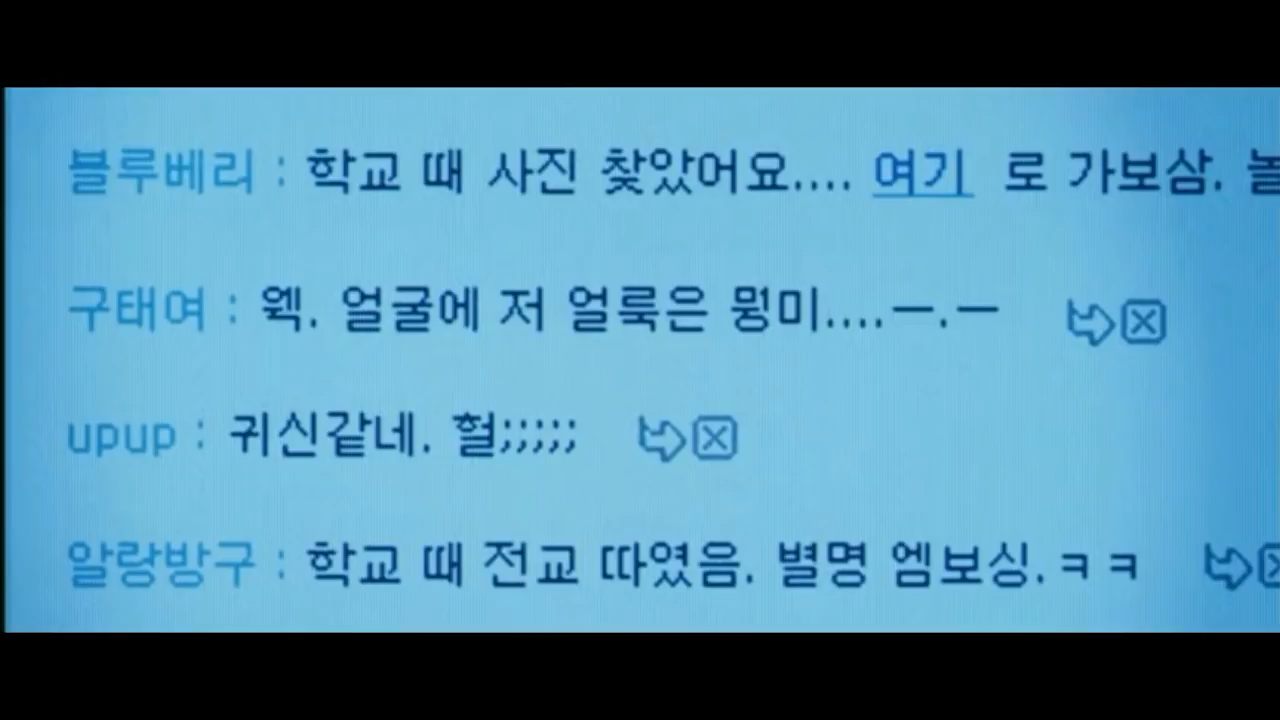 블루베리 : 학교 때 사진 찾았어요.... 여기 로 가보삼. 놀
구태여 : 웩. 얼굴에 저 얼룩은 뮝미....ㅡ.ㅡ
upup : 귀신같네. 헐;;;;;
알랑방구 : 학교 때 전교 따였음. 별명 엠보싱.ㅋㅋ